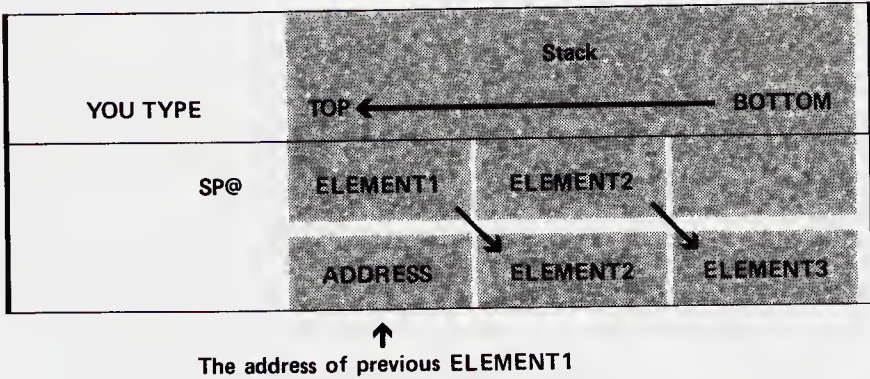 Stack
YOU TYPE TOP BOTTOM
SP@ ELEMENT1 ELEMENT2
ADDRESS ELEMENT2 ELEMENT3
The address of previous ELEMENT1